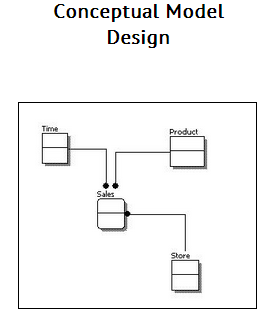 Conceptual Model
Design
Time
Product
Sales
Store